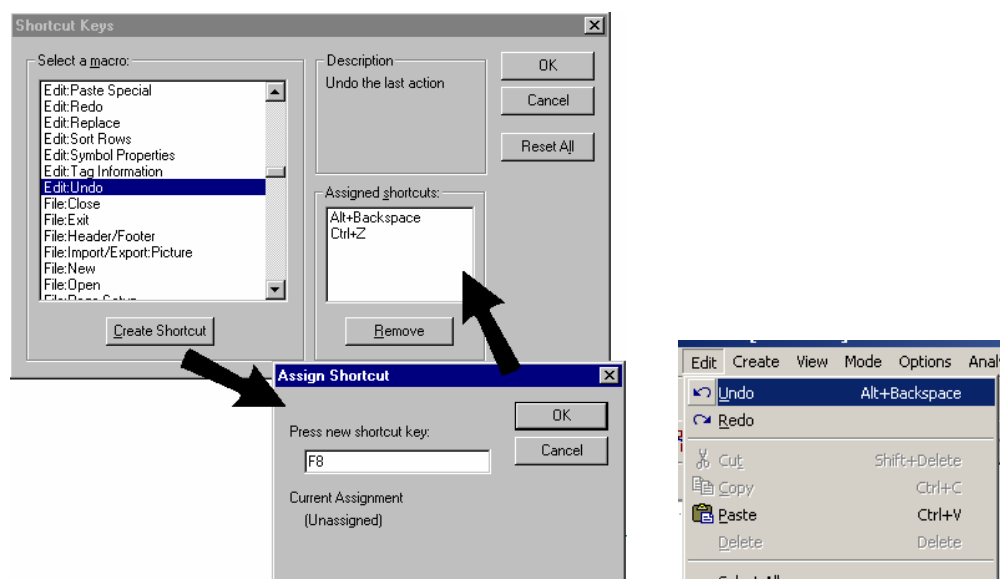 Shortcut Keys
Select a macro:
Edit:Paste Special
Edit:Redo
Edit:Replace
Edit:Sort Rows
Edit:Symbol Properties
Edit:Tag Information
Edit:Undo
File:Close
File:Exit
File:Header/Footer
File:Import/Export:Picture
File:New
File:Open
Create Shortcut
Description
Undo the last action
Assigned shortcuts:
Alt+Backspace
Ctrl+Z
Remove
OK
Cancel
Reset All
Assign Shortcut
Press new shortcut key:
F8
Current Assignment
(Unassigned)
OK
Cancel
Edit Create View Mode Options
Undo Alt+Backspace
Redo
Cut Shift+Delete
Copy Ctrl+C
Paste Ctrl+V
Delete Delete